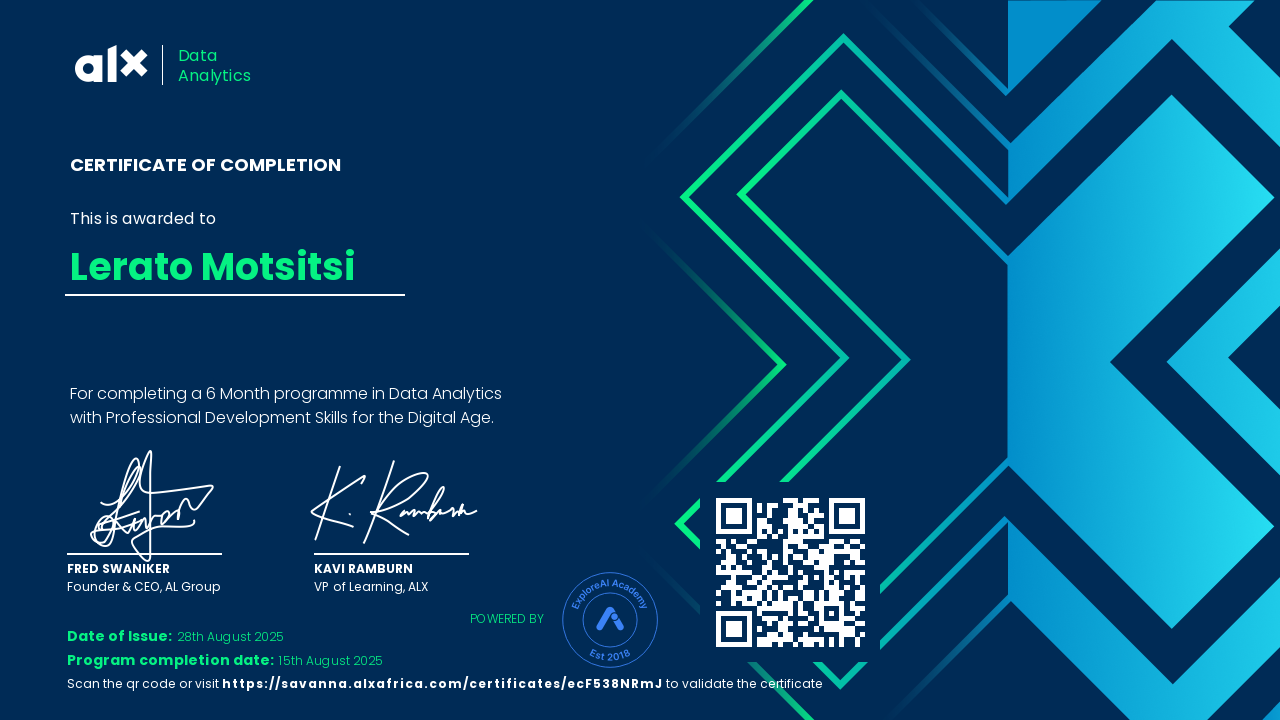 alx
Data
Analytics
CERTIFICATE OF COMPLETION
This is awarded to
Lerato Motsitsi
For completing a 6 Month programme in Data Analytics
with Professional Development Skills for the Digital Age.
K. Ramburn
FRED SWANIKER
Founder & CEO, AL Group
KAVI RAMBURN
VP of Learning, ALX
POWERED BY
ExploreAI Academy
Est 2018
Date of Issue: 28th August 2025
Program completion date: 15th August 2025
Scan the qr code or visit https://savanna.alxafrica.com/certificates/ecF538NRmJ to validate the certificate